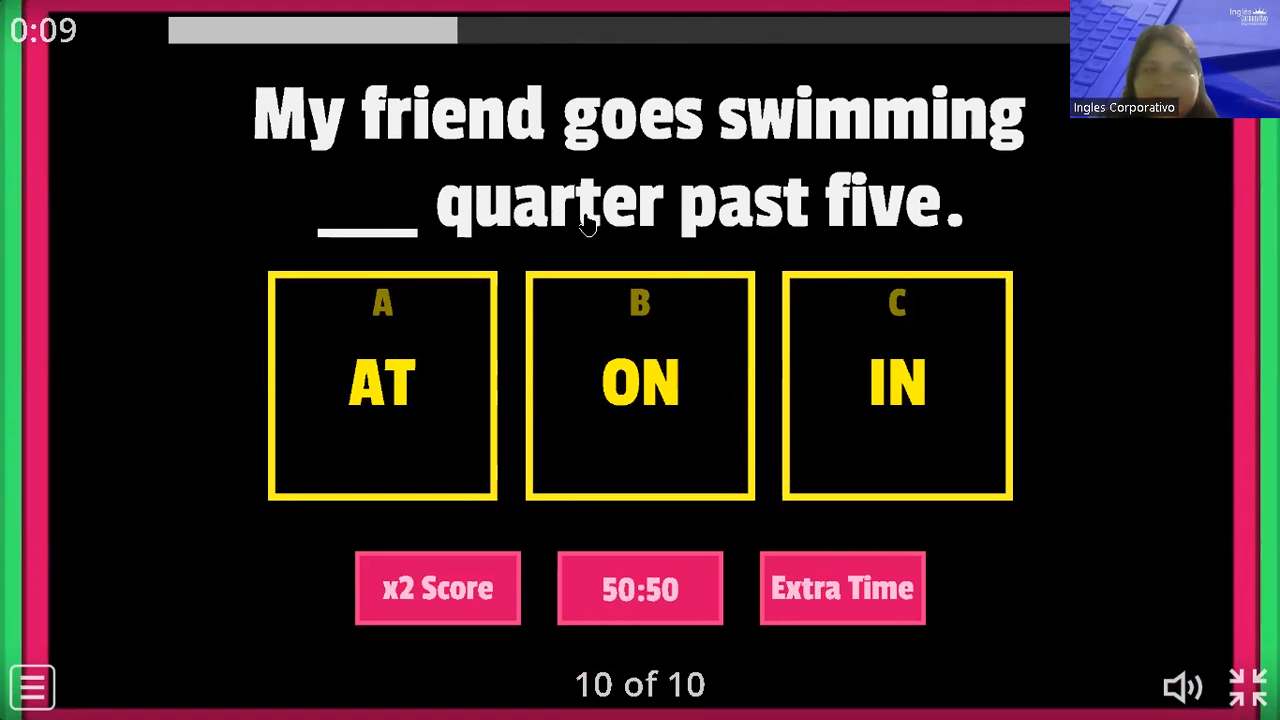 0:09
Ingles
Ingles Corporativo
My friend goes swimming
___ quarter past five.
A
AT
B
ON
C
IN
x2 Score
50:50
Extra Time
10 of 10